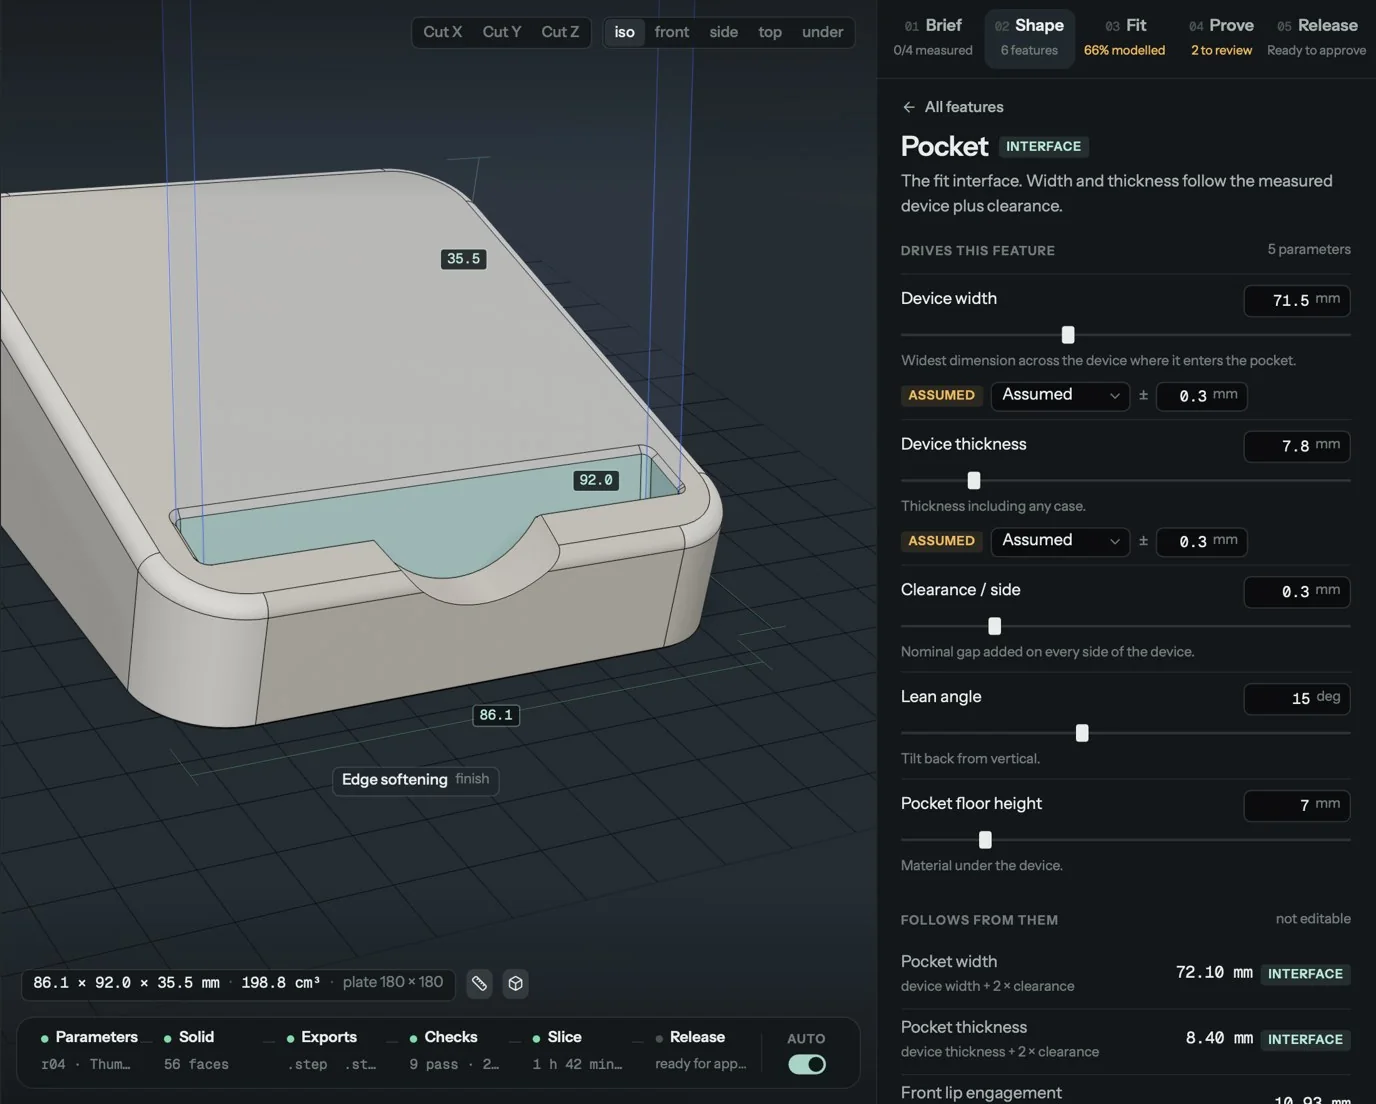 Cut X Cut Y Cut Z
iso front side top under
01 Brief
0/4 measured
02 Shape
6 features
03 Fit
66% modelled
04 Prove
2 to review
05 Release
Ready to approve
← All features
Pocket INTERFACE
The fit interface. Width and thickness follow the measured
device plus clearance.
DRIVES THIS FEATURE 5 parameters
Device width 71.5 mm
Widest dimension across the device where it enters the pocket.
ASSUMED Assumed ± 0.3 mm
Device thickness 7.8 mm
Thickness including any case.
ASSUMED Assumed ± 0.3 mm
Clearance / side 0.3 mm
Nominal gap added on every side of the device.
Lean angle 15 deg
Tilt back from vertical.
Pocket floor height 7 mm
Material under the device.
FOLLOWS FROM THEM not editable
Pocket width 72.10 mm INTERFACE
device width + 2 × clearance
Pocket thickness 8.40 mm INTERFACE
device thickness + 2 × clearance
Front lip engagement 10.93 mm
35.5
92.0
86.1
Edge softening finish
86.1 × 92.0 × 35.5 mm · 198.8 cm³ · plate 180 × 180
Parameters
r04 · Thum…
Solid
56 faces
Exports
.step .st…
Checks
9 pass · 2…
Slice
1 h 42 min…
Release
ready for app…
AUTO